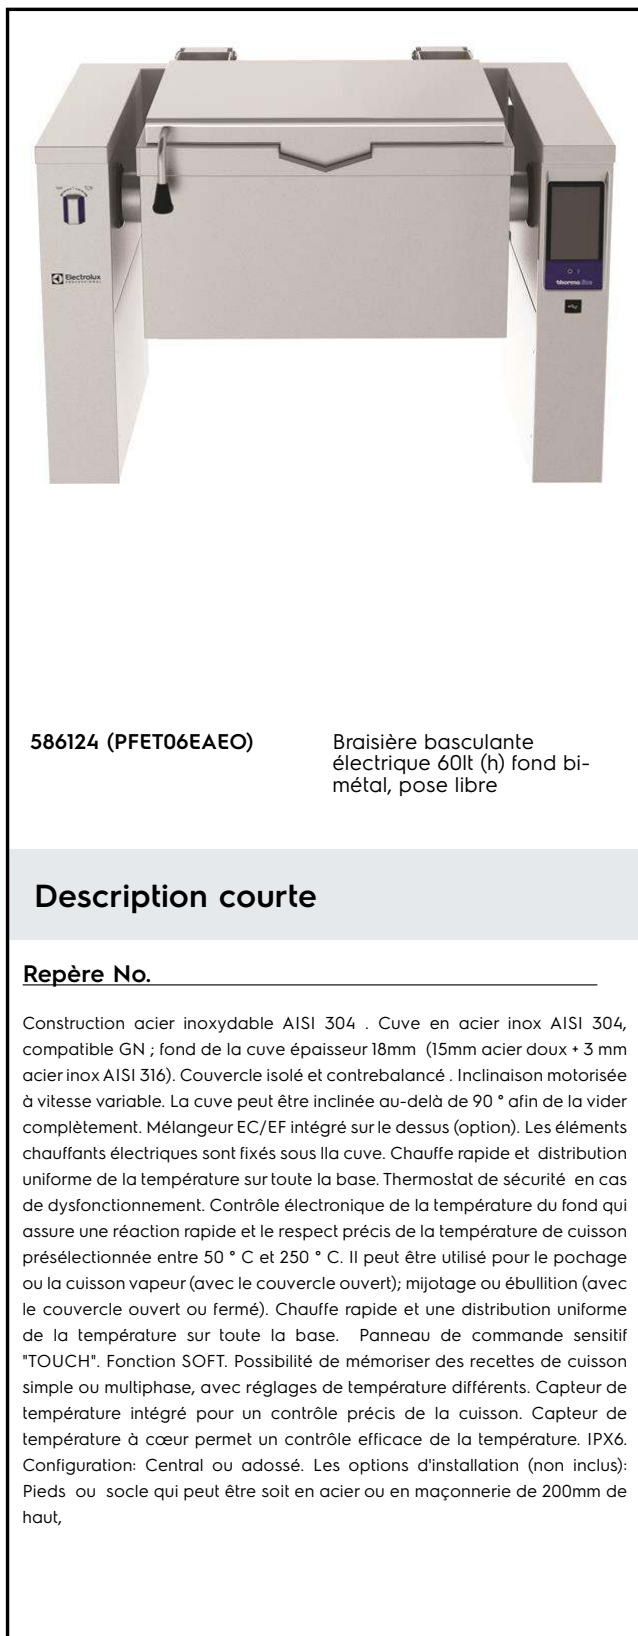 Electrolux
PROFESSIONAL
thermaline
586124 (PFET06EAEO)
Braisière basculante
électrique 60lt (h) fond bi-
métal, pose libre
Description courte
Repère No.
Construction acier inoxydable AISI 304 . Cuve en acier inox AISI 304,
compatible GN ; fond de la cuve épaisseur 18mm (15mm acier doux + 3 mm
acier inox AISI 316). Couvercle isolé et contrebalancé . Inclinaison motorisée
à vitesse variable. La cuve peut être inclinée au-delà de 90 ° afin de la vider
complètement. Mélangeur EC/EF intégré sur le dessus (option). Les éléments
chauffants électriques sont fixés sous lla cuve. Chauffe rapide et distribution
uniforme de la température sur toute la base. Thermostat de sécurité en cas
de dysfonctionnement. Contrôle électronique de la température du fond qui
assure une réaction rapide et le respect précis de la température de cuisson
présélectionnée entre 50 ° C et 250 ° C. Il peut être utilisé pour le pochage
ou la cuisson vapeur (avec le couvercle ouvert); mijotage ou ébullition (avec
le couvercle ouvert ou fermé). Chauffe rapide et une distribution uniforme
de la température sur toute la base. Panneau de commande sensitif
"TOUCH". Fonction SOFT. Possibilité de mémoriser des recettes de cuisson
simple ou multiphase, avec réglages de température différents. Capteur de
température intégré pour un contrôle précis de la cuisson. Capteur de
température à cœur permet un contrôle efficace de la température. IPX6.
Configuration: Central ou adossé. Les options d'installation (non inclus):
Pieds ou socle qui peut être soit en acier ou en maçonnerie de 200mm de
haut,